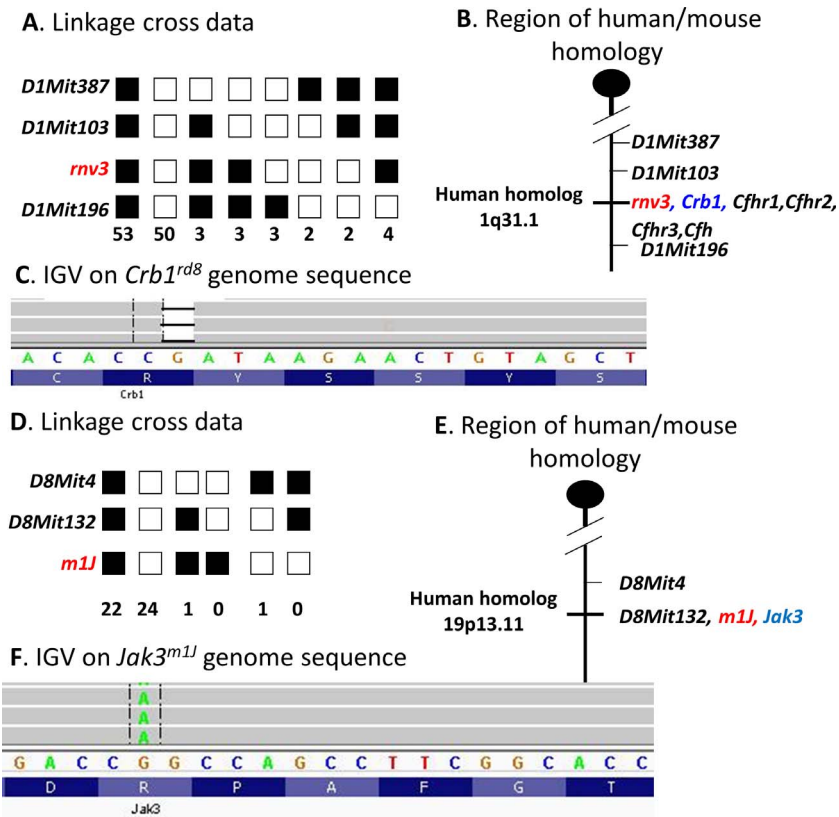 A. Linkage cross data
D1Mit387
D1Mit103
rnv3
D1Mit196
53 50 3 3 3 2 2 4
B. Region of human/mouse
homology
D1Mit387
D1Mit103
Human homolog
1q31.1
rnv3, Crb1, Cfhr1,Cfhr2,
Cfhr3,Cfh
D1Mit196
C. IGV on Crb1rd8 genome sequence
A C A C C G A T A A G A A C T G T A G C T
C R Y S S Y S
Crb1
D. Linkage cross data
D8Mit4
D8Mit132
m1J
22 24 1 0 1 0
E. Region of human/mouse
homology
D8Mit4
Human homolog
19p13.11
D8Mit132, m1J, Jak3
F. IGV on Jak3m1J genome sequence
A
A
A
A
G A C C G G C C A G C C T T C G G C A C C
D R P A F G T
Jak3